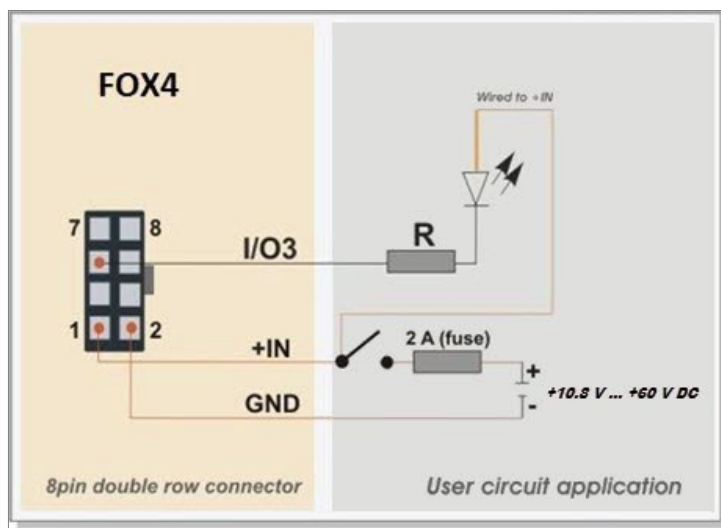 FOX4
Wired to +IN
7
8
I/O3
R
1
2
+IN
2 A (fuse)
+
GND
-
+10.8 V ... +60 V DC
8pin double row connector
User circuit application